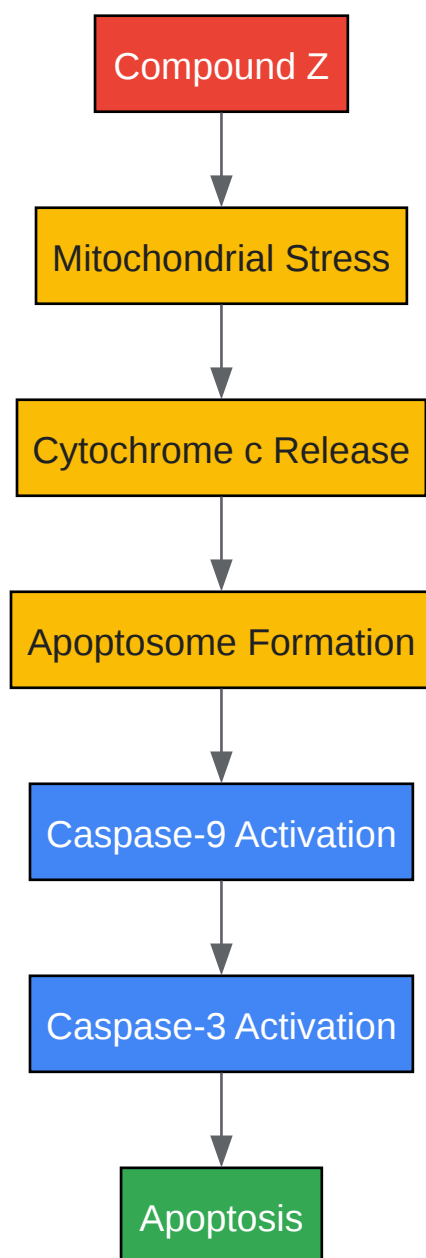 Compound Z
Mitochondrial Stress
Cytochrome c Release
Apoptosome Formation
Caspase-9 Activation
Caspase-3 Activation
Apoptosis